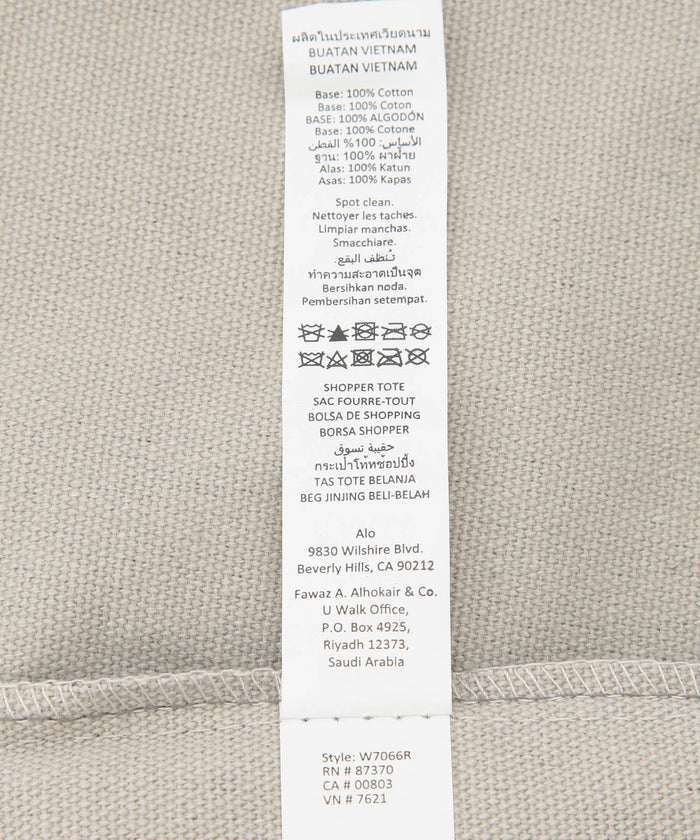 ผลิตในประเทศเวียดนาม
BUATAN VIETNAM
BUATAN VIETNAM
Base: 100% Cotton
Base: 100% Coton
BASE: 100% ALGODÓN
Base: 100% Cotone
الأساس: 100% القطن
ฐาน: 100% ผาฝ้าย
Alas: 100% Katun
Asas: 100% Kapas
Spot clean.
Nettoyer les taches.
Limpiar manchas.
Smacchiare.
تُنظف البقع.
ทำความสะอาดเป็นจุด
Bersihkan noda.
Pembersihan setempat.
SHOPPER TOTE
SAC FOURRE-TOUT
BOLSA DE SHOPPING
BORSA SHOPPER
حقيبة تسوق
กระเป๋าโท้ทช้อปปิ้ง
TAS TOTE BELANJA
BEG JINJING BELI-BELAH
Alo
9830 Wilshire Blvd.
Beverly Hills, CA 90212
Fawaz A. Alhokair & Co.
U Walk Office,
P.O. Box 4925,
Riyadh 12373,
Saudi Arabia
Style: W7066R
RN # 87370
CA # 00803
VN # 7621